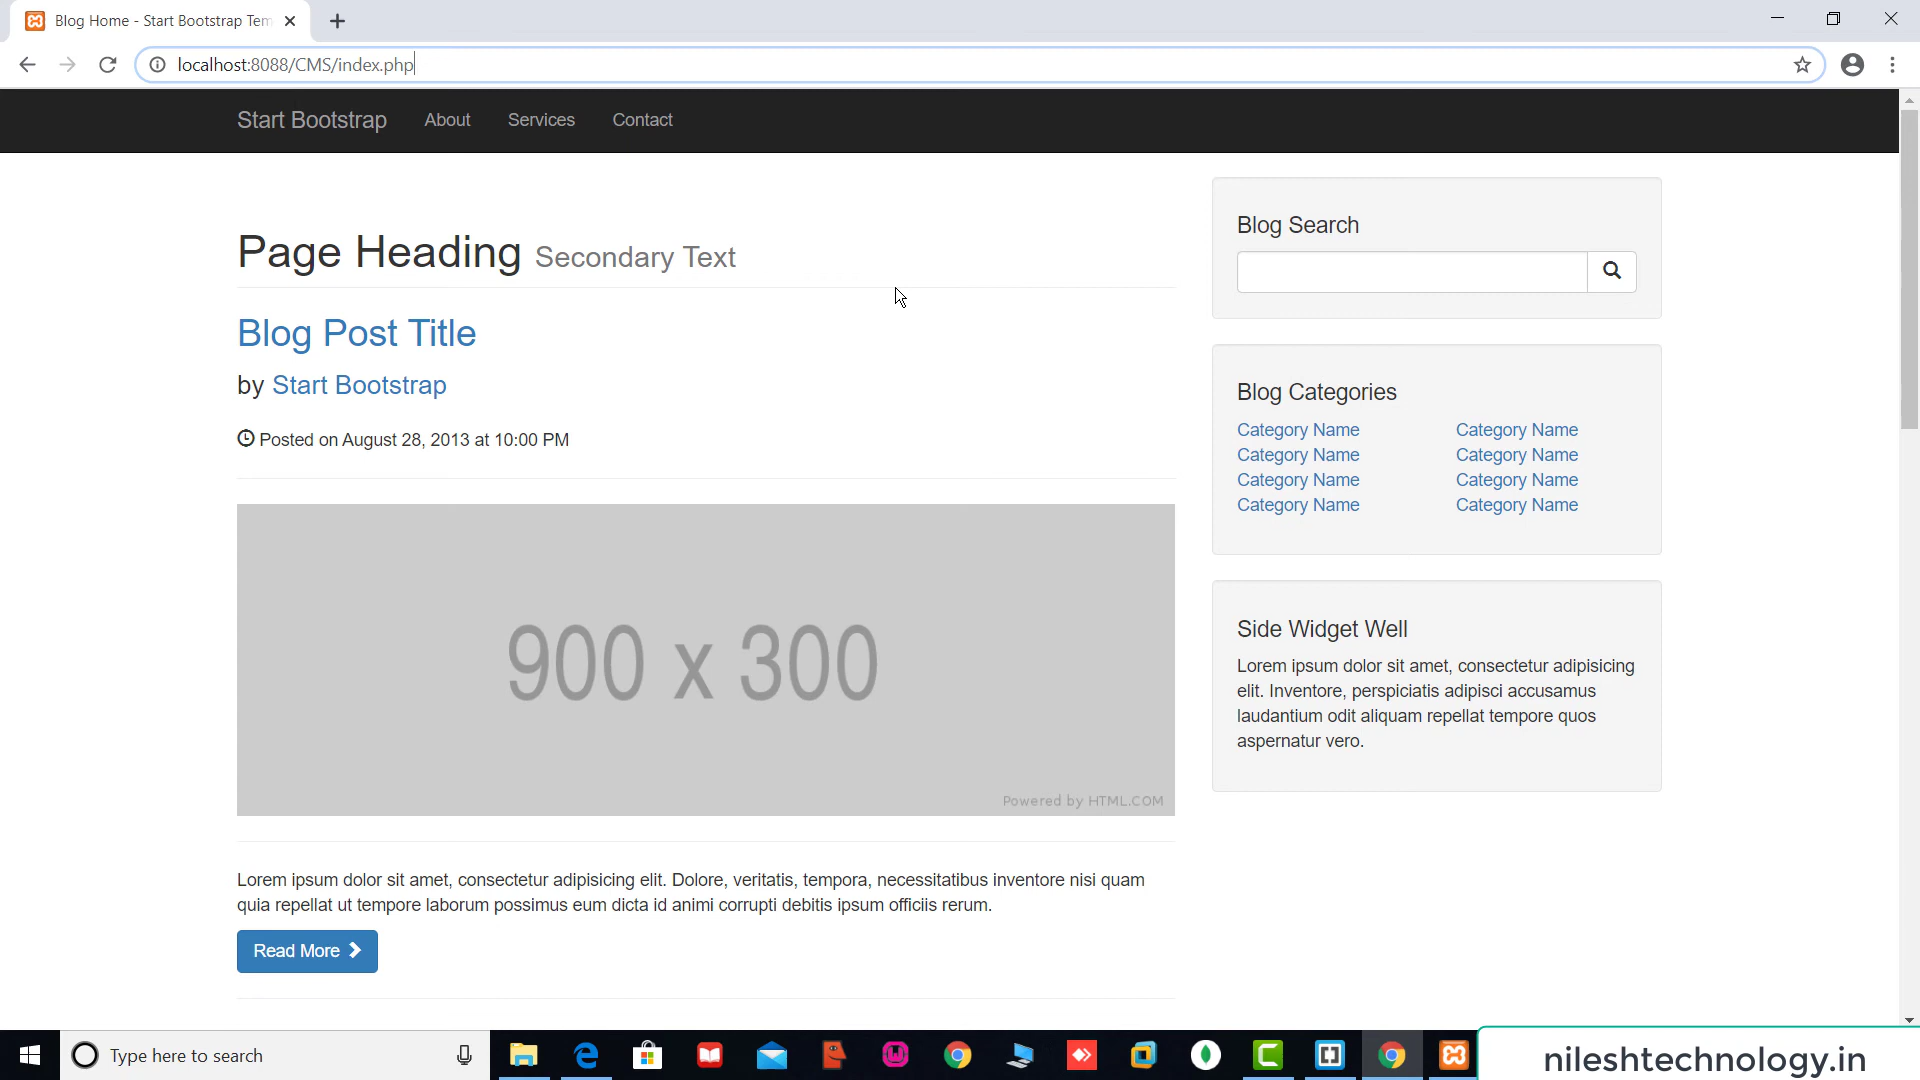 Blog Home - Start Bootstrap Tem
localhost:8088/CMS/index.php
Start Bootstrap About Services Contact
Page Heading Secondary Text
Blog Post Title
by Start Bootstrap
Posted on August 28, 2013 at 10:00 PM
900 x 300
Powered by HTML.COM
Lorem ipsum dolor sit amet, consectetur adipisicing elit. Dolore, veritatis, tempora, necessitatibus inventore nisi quam
quia repellat ut tempore laborum possimus eum dicta id animi corrupti debitis ipsum officiis rerum.
Read More
Blog Search
Blog Categories
Category Name Category Name
Category Name Category Name
Category Name Category Name
Category Name Category Name
Side Widget Well
Lorem ipsum dolor sit amet, consectetur adipisicing
elit. Inventore, perspiciatis adipisci accusamus
laudantium odit aliquam repellat tempore quos
aspernatur vero.
Type here to search
nileshtechnology.in